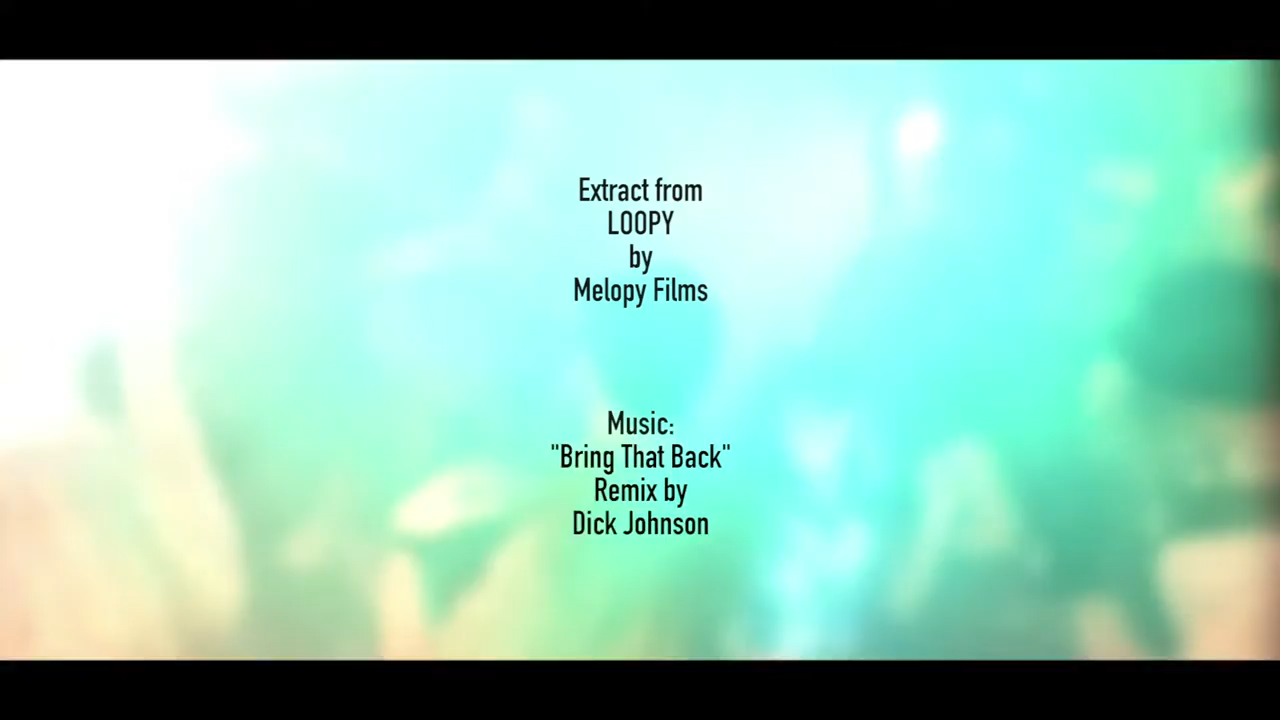 Extract from
LOOPY
by
Melopy Films
Music:
"Bring That Back"
Remix by
Dick Johnson